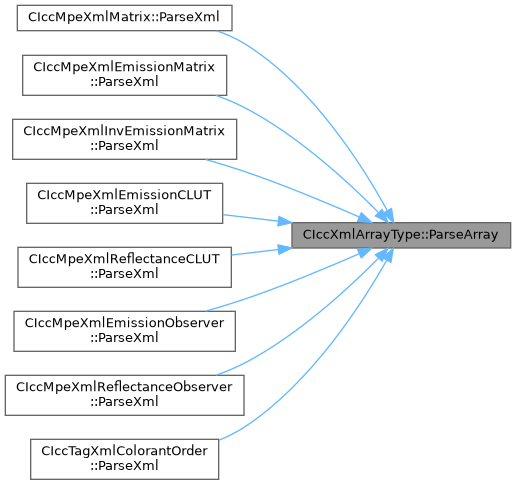 CIccMpeXmlMatrix::ParseXml
CIccMpeXmlEmissionMatrix
::ParseXml
CIccMpeXmlInvEmissionMatrix
::ParseXml
CIccMpeXmlEmissionCLUT
::ParseXml
CIccXmlArrayType::ParseArray
CIccMpeXmlReflectanceCLUT
::ParseXml
CIccMpeXmlEmissionObserver
::ParseXml
CIccMpeXmlReflectanceObserver
::ParseXml
CIccTagXmlColorantOrder
::ParseXml